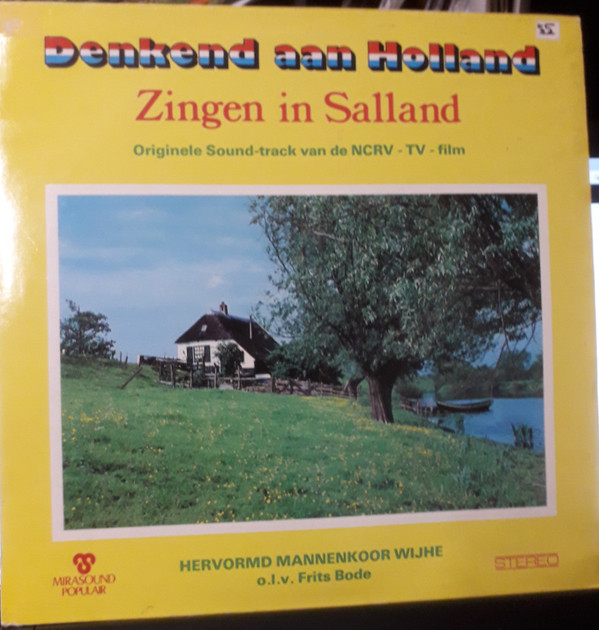 Denkend aan Holland
Zingen in Salland
Originele Sound-track van de NCRV - TV - film
HERVORMD MANNENKOOR WIJHE
o.l.v. Frits Bode
MIRASOUND
POPULAIR
STEREO